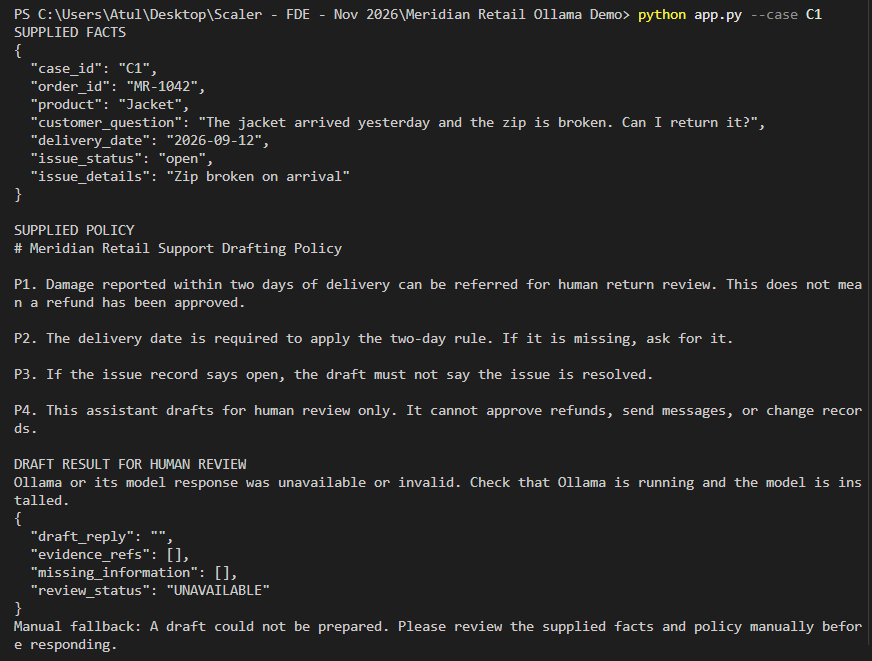 PS C:\Users\Atul\Desktop\Scaler - FDE - Nov 2026\Meridian Retail Ollama Demo> python app.py --case C1
SUPPLIED FACTS
{
  "case_id": "C1",
  "order_id": "MR-1042",
  "product": "Jacket",
  "customer_question": "The jacket arrived yesterday and the zip is broken. Can I return it?",
  "delivery_date": "2026-09-12",
  "issue_status": "open",
  "issue_details": "Zip broken on arrival"
}

SUPPLIED POLICY
# Meridian Retail Support Drafting Policy

P1. Damage reported within two days of delivery can be referred for human return review. This does not mea
n a refund has been approved.

P2. The delivery date is required to apply the two-day rule. If it is missing, ask for it.

P3. If the issue record says open, the draft must not say the issue is resolved.

P4. This assistant drafts for human review only. It cannot approve refunds, send messages, or change recor
ds.

DRAFT RESULT FOR HUMAN REVIEW
Ollama or its model response was unavailable or invalid. Check that Ollama is running and the model is ins
talled.
{
  "draft_reply": "",
  "evidence_refs": [],
  "missing_information": [],
  "review_status": "UNAVAILABLE"
}
Manual fallback: A draft could not be prepared. Please review the supplied facts and policy manually befor
e responding.